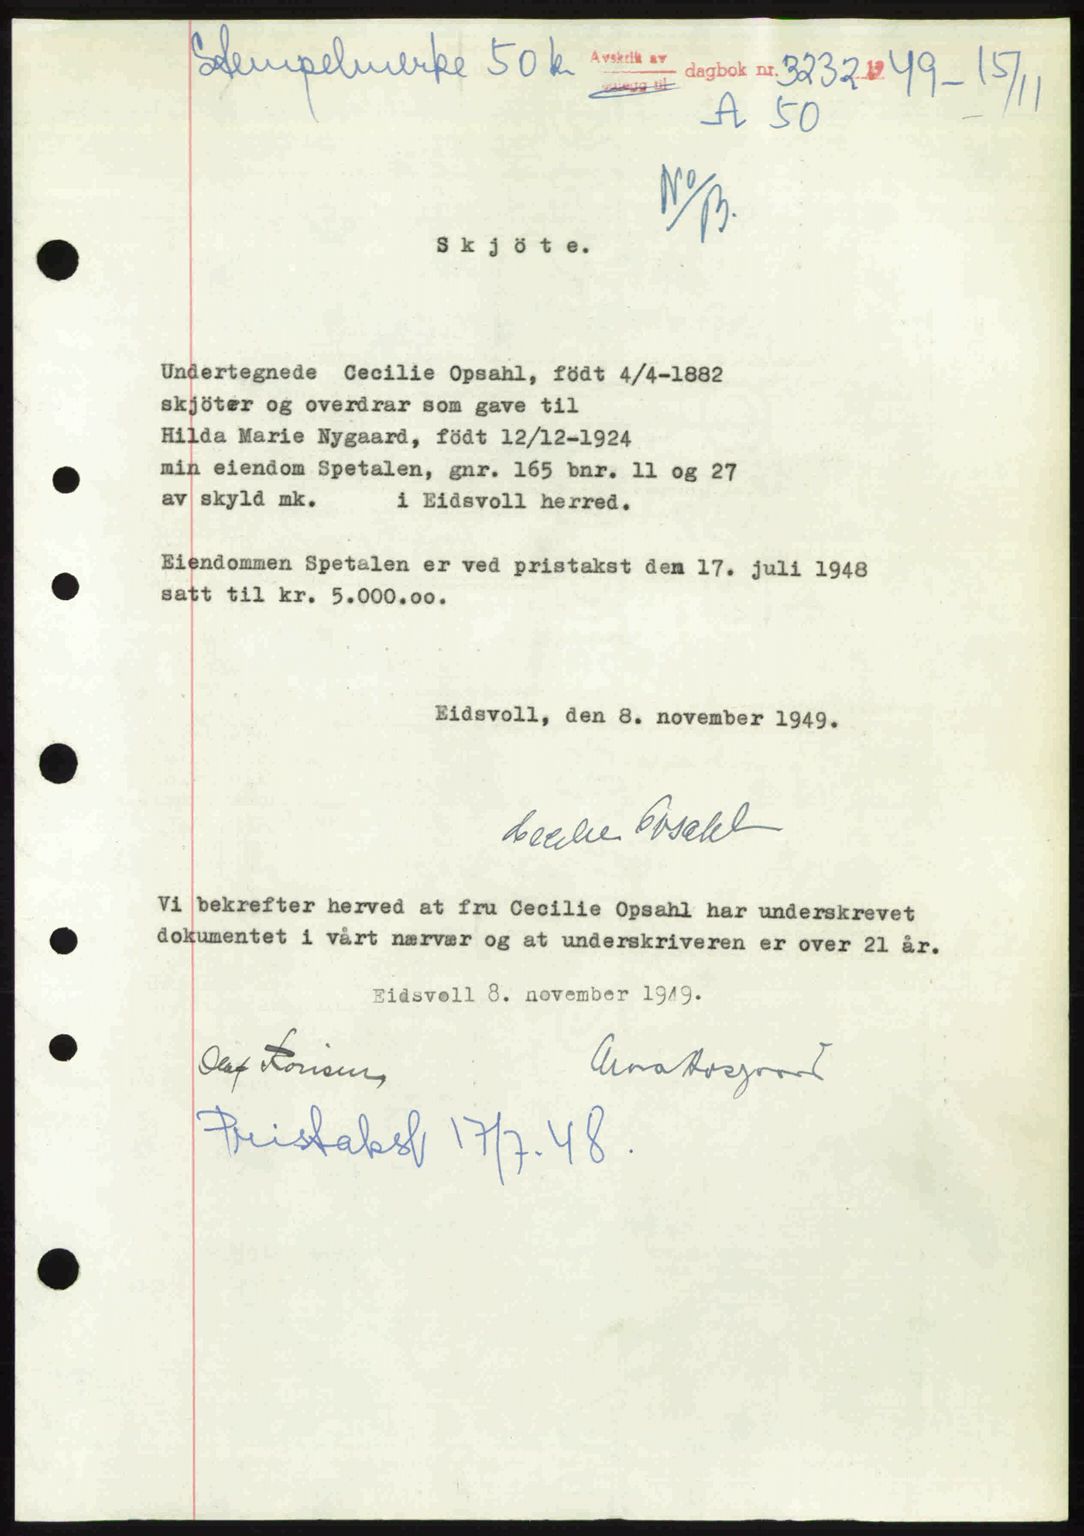 Stempelmerke 50 k Avskrift av dagbok nr. 3232 1949 - 15/11
A 50
No/B.
Skjöte.
Undertegnede Cecilie Opsahl, födt 4/4-1882
skjöter og overdrar som gave til
Hilda Marie Nygaard, födt 12/12-1924
min eiendom Spetalen, gnr. 165 bnr. 11 og 27
av skyld mk. i Eidsvoll herred.
Eiendommen Spetalen er ved pristakst den 17. juli 1948
satt til kr. 5.000.oo.
Eidsvoll, den 8. november 1949.
Cecilie Opsahl
Vi bekrefter herved at fru Cecilie Opsahl har underskrevet
dokumentet i vårt nærvær og at underskriveren er over 21 år.
Eidsvoll 8. november 1949.
Olaf
Pristakst 17/7.48.